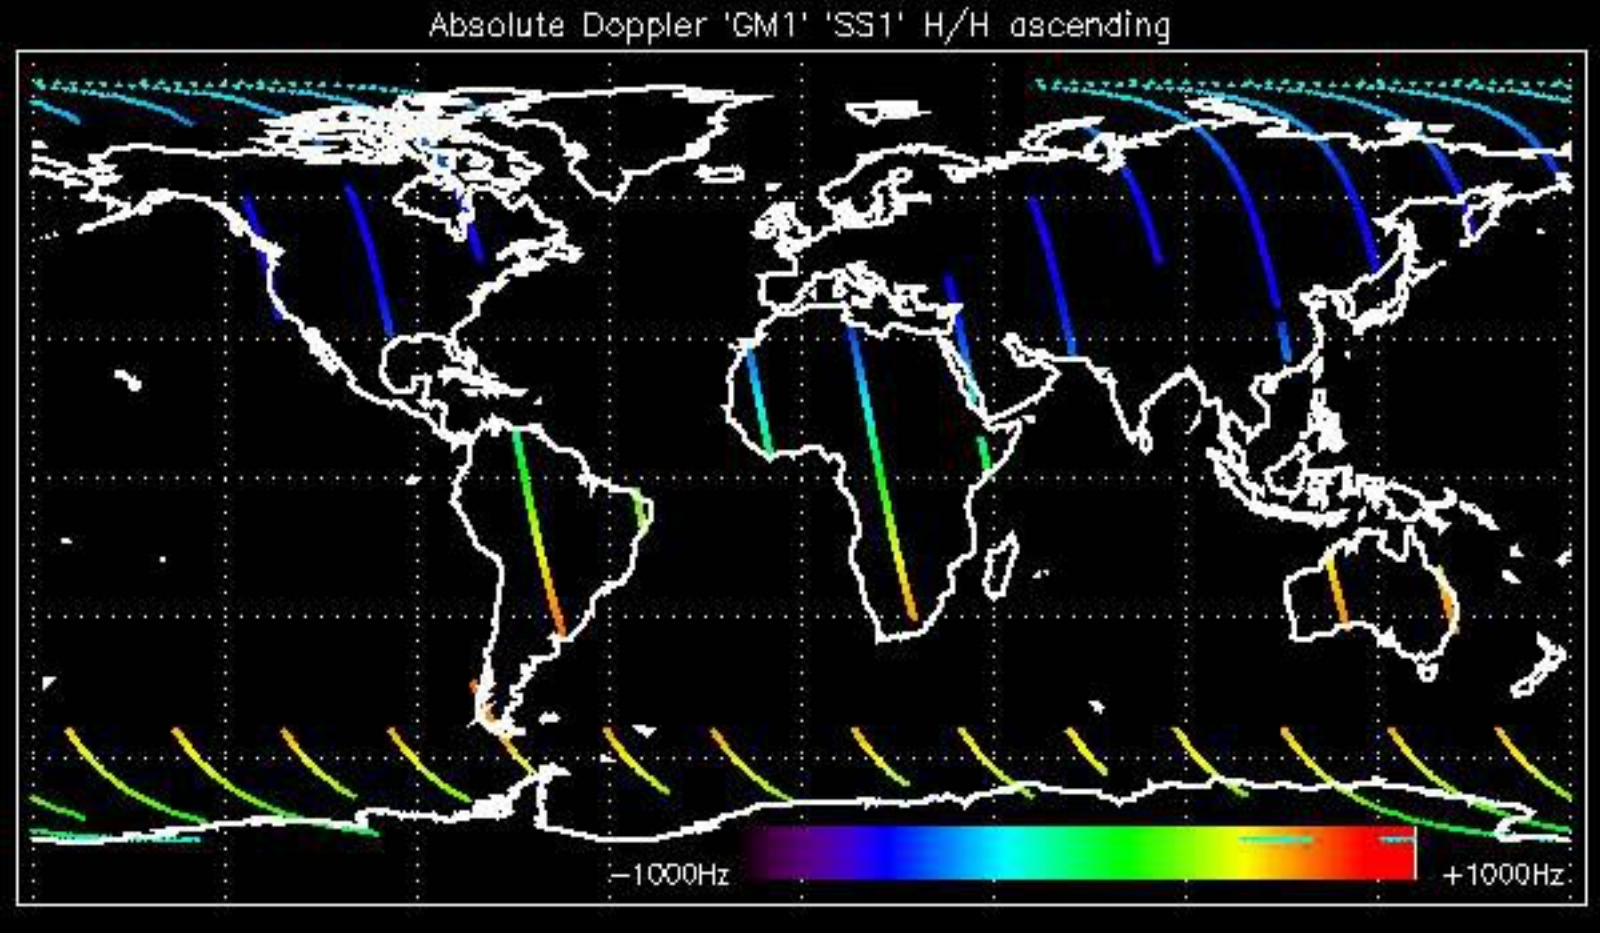 Absolute Doppler 'GM1' 'SS1' H/H ascending
−1000Hz
+1000Hz